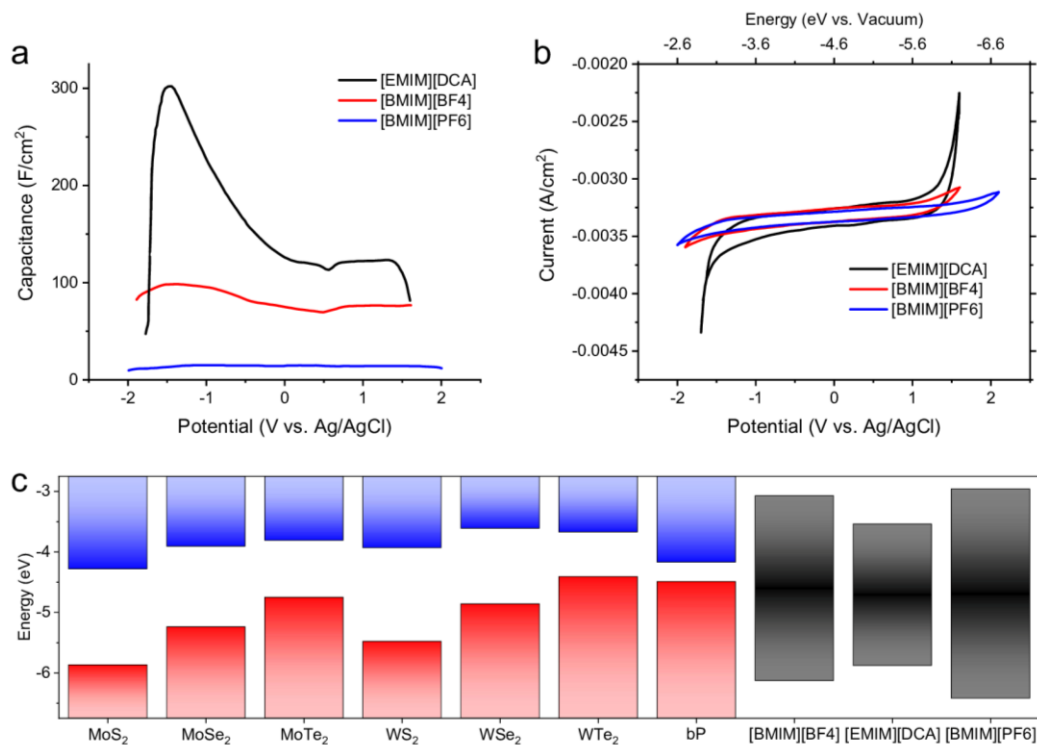 a
[EMIM][DCA]
[BMIM][BF4]
[BMIM][PF6]
Capacitance (F/cm²)
300
200
100
0
-2 -1 0 1 2
Potential (V vs. Ag/AgCl)
b
Energy (eV vs. Vacuum)
-2.6 -3.6 -4.6 -5.6 -6.6
Current (A/cm²)
-0.0020
-0.0025
-0.0030
-0.0035
-0.0040
-0.0045
[EMIM][DCA]
[BMIM][BF4]
[BMIM][PF6]
-2 -1 0 1 2
Potential (V vs. Ag/AgCl)
c
Energy (eV)
-3
-4
-5
-6
MoS₂ MoSe₂ MoTe₂ WS₂ WSe₂ WTe₂ bP [BMIM][BF4] [EMIM][DCA] [BMIM][PF6]